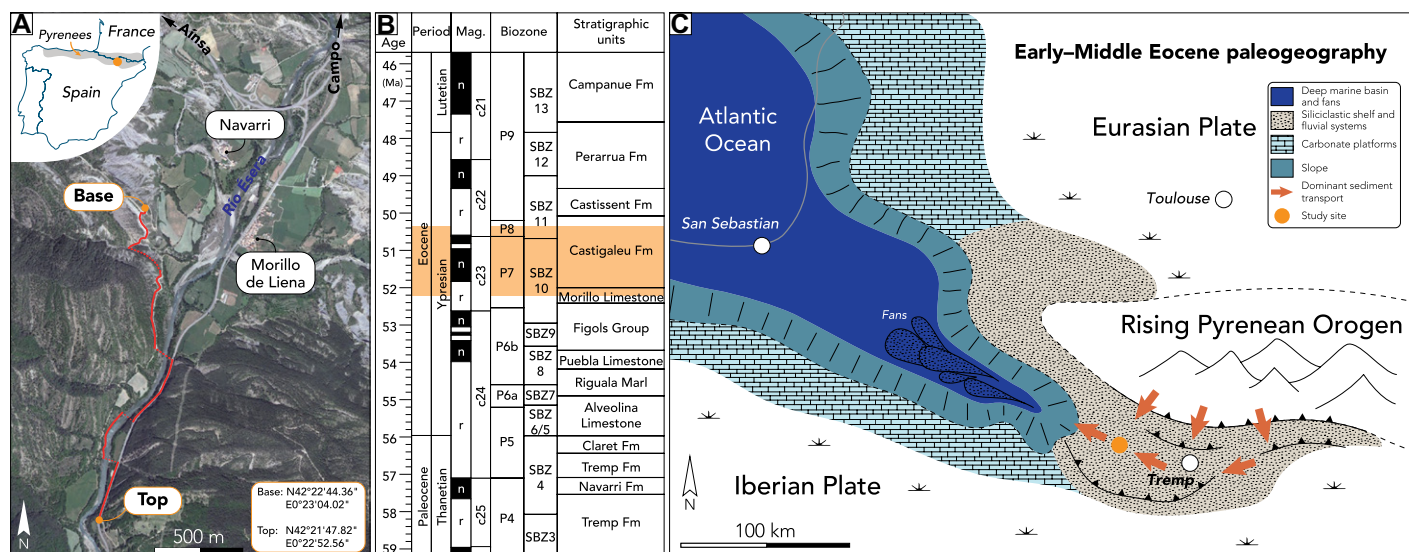 A
Pyrenees
France
Spain
Ainsa
Campo
Navarri
Río Esera
Base
Morillo
de Liena
Top
Base: N42°22'44.36"
E0°23'04.02"
Top: N42°21'47.82"
E0°22'52.56"
N
500 m
B
Period
Mag.
Biozone
Stratigraphic
units
Age
(Ma)
46
47
48
49
50
51
52
53
54
55
56
57
58
59
Eocene
Paleocene
Lutetian
Ypresian
Thanetian
n
r
n
r
n
r
n
n
r
n
r
c21
c22
c23
c24
c25
P9
P8
P7
P6b
P6a
P5
P4
SBZ
13
SBZ
12
SBZ
11
SBZ
10
SBZ9
SBZ
8
SBZ7
SBZ
6/5
SBZ
4
SBZ3
Campanue Fm
Perarrua Fm
Castissent Fm
Castigaleu Fm
Morillo Limestone
Figols Group
Puebla Limestone
Riguala Marl
Alveolina
Limestone
Claret Fm
Tremp Fm
Navarri Fm
Tremp Fm
C
Early–Middle Eocene paleogeography
Deep marine basin
and fans
Siliciclastic shelf and
fluvial systems
Carbonate platforms
Slope
Dominant sediment
transport
Study site
Atlantic
Ocean
Eurasian Plate
Toulouse
San Sebastian
Fans
Rising Pyrenean Orogen
Tremp
Iberian Plate
N
100 km